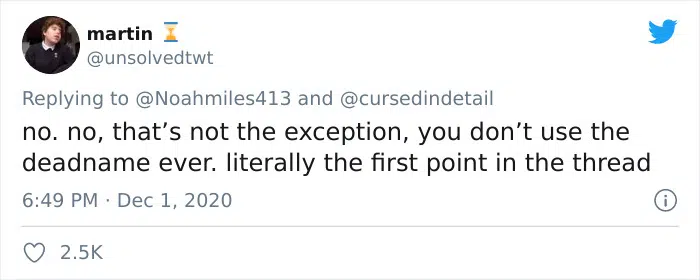 martin ⏳
@unsolvedtwt
Replying to @Noahmiles413 and @cursedindetail
no. no, that’s not the exception, you don’t use the
deadname ever. literally the first point in the thread
6:49 PM · Dec 1, 2020
2.5K